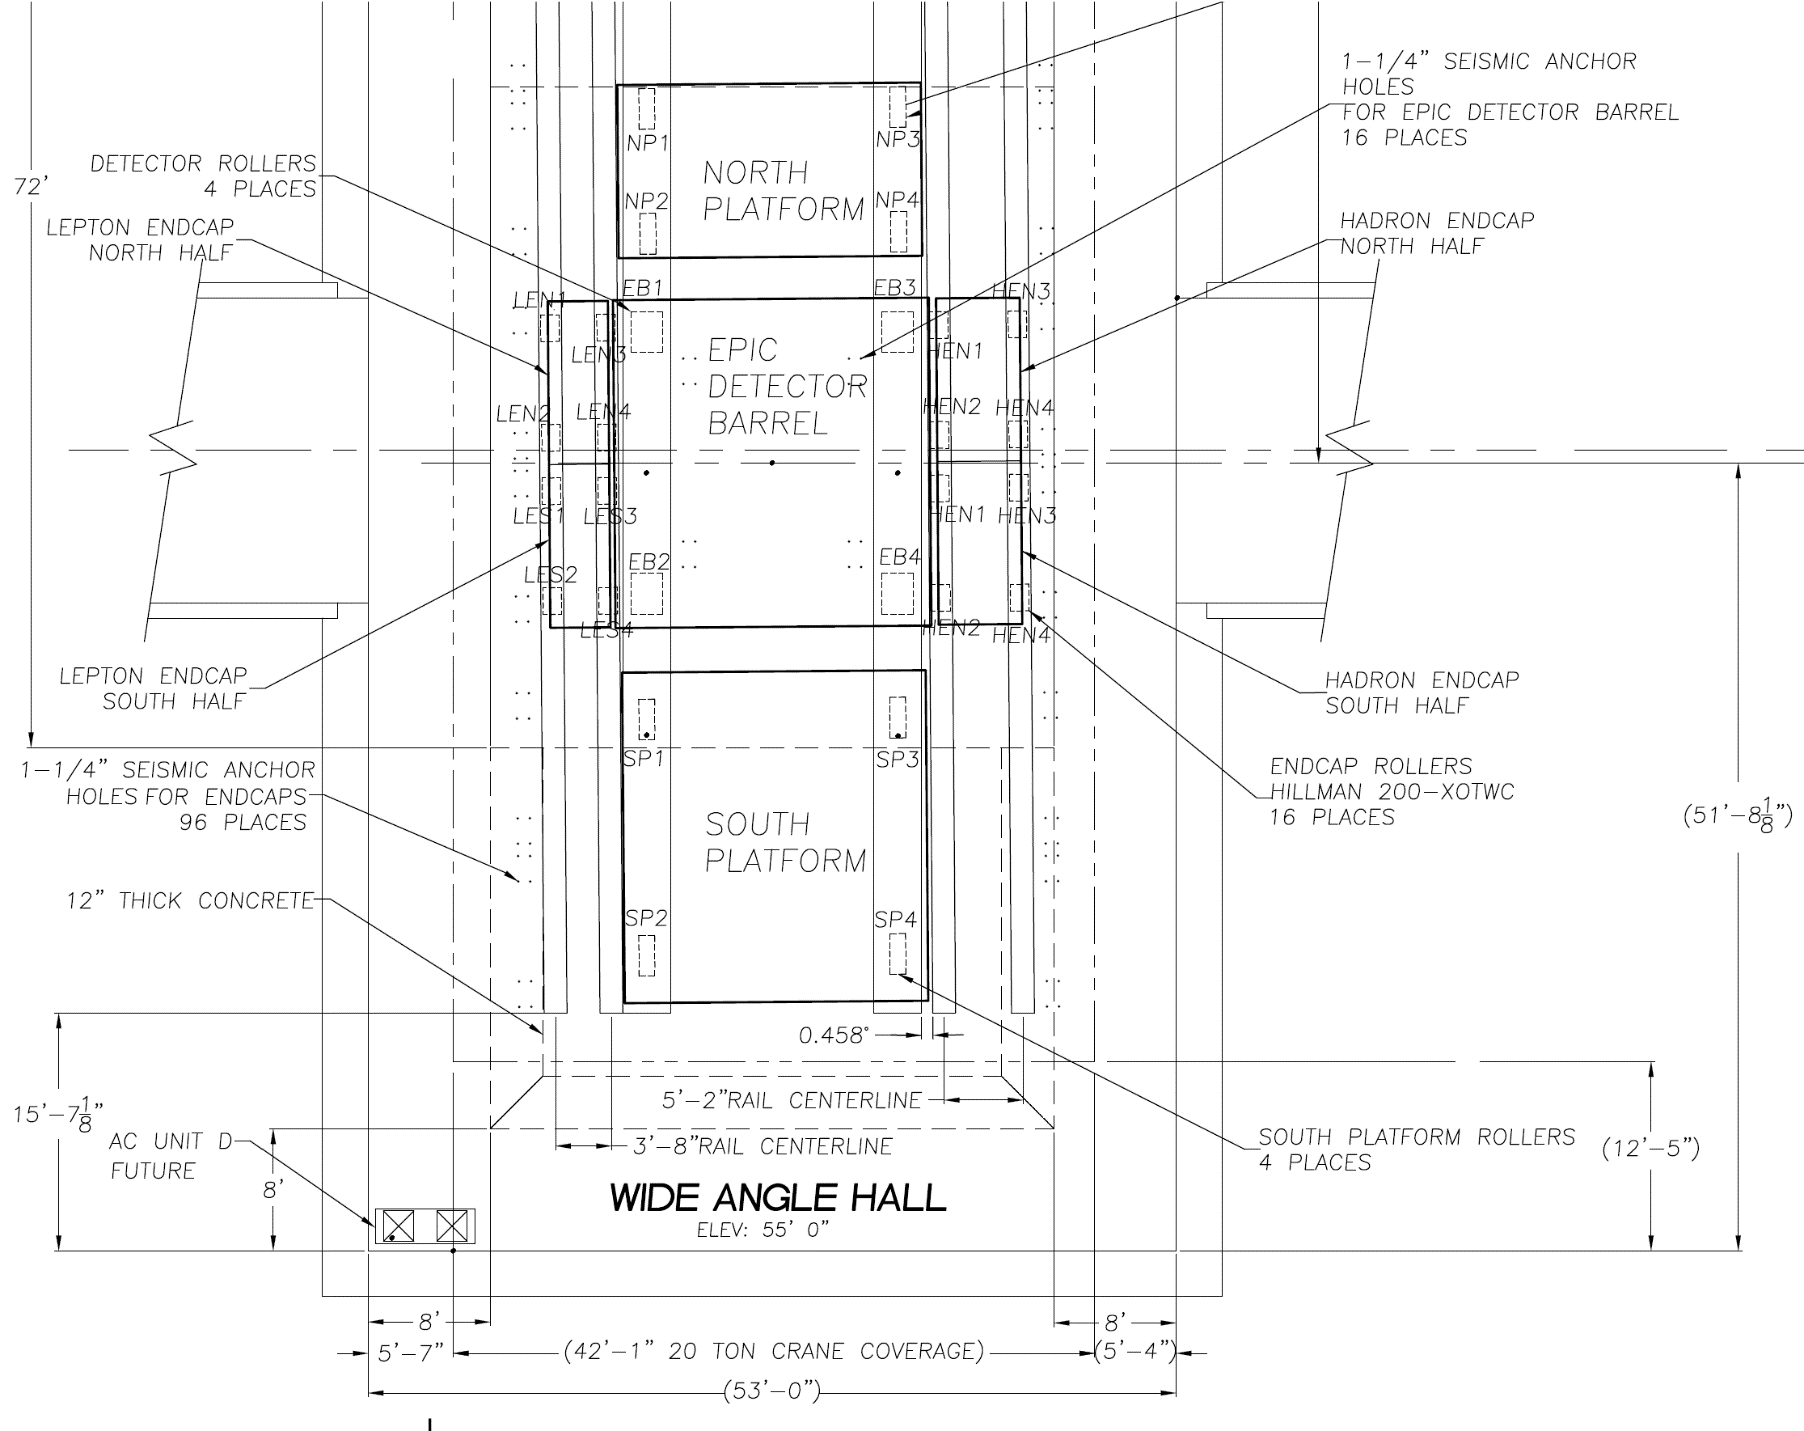 1-1/4" SEISMIC ANCHOR
HOLES
FOR EPIC DETECTOR BARREL
16 PLACES
NP1
NP3
DETECTOR ROLLERS
4 PLACES
72'
NORTH
PLATFORM
NP2
NP4
LEPTON ENDCAP
NORTH HALF
HADRON ENDCAP
NORTH HALF
LEN1
EB1
EB3
HEN3
LEN3
EPIC
DETECTOR
BARREL
HEN1
LEN2
LEN4
HEN2
HEN4
LES1
LES3
HEN1
HEN3
LES2
EB2
EB4
LES4
HEN2
HEN4
LEPTON ENDCAP
SOUTH HALF
HADRON ENDCAP
SOUTH HALF
SP1
SP3
1-1/4" SEISMIC ANCHOR
HOLES FOR ENDCAPS
96 PLACES
ENDCAP ROLLERS
HILLMAN 200-XOTWC
16 PLACES
(51'-8 1/8")
SOUTH
PLATFORM
12" THICK CONCRETE
SP2
SP4
0.458°
5'-2"RAIL CENTERLINE
15'-7 1/8"
AC UNIT D
FUTURE
3'-8"RAIL CENTERLINE
SOUTH PLATFORM ROLLERS
4 PLACES
(12'-5")
8'
WIDE ANGLE HALL
ELEV: 55' 0"
8'
8'
5'-7"
(42'-1" 20 TON CRANE COVERAGE)
(5'-4")
(53'-0")